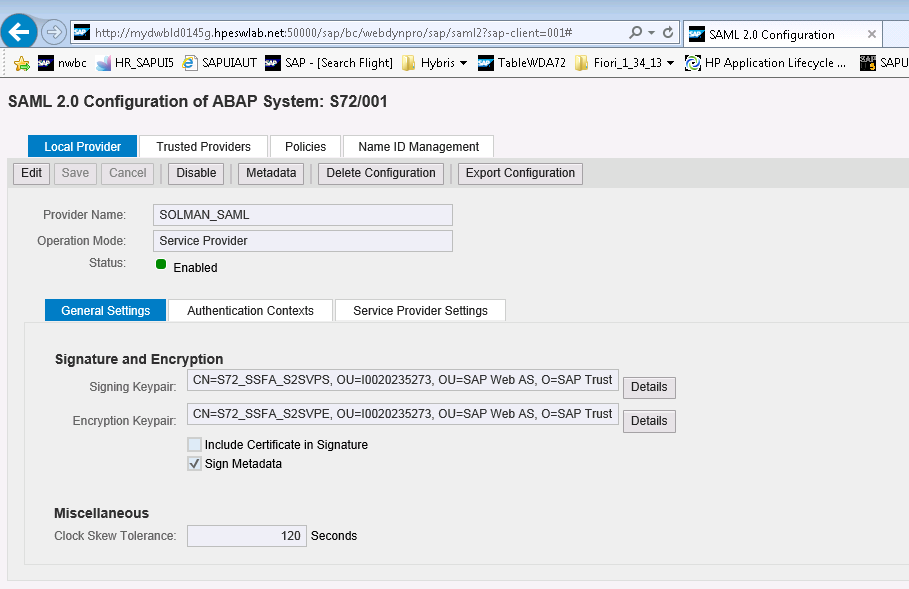 http://mydwbld0145g.hpeswlab.net:50000/sap/bc/webdynpro/sap/saml2?sap-client=001#
SAP SAML 2.0 Configuration
nwbc HR_SAPUI5 SAPUIAUT SAP - [Search Flight] Hybris TableWDA72 Fiori_1_34_13 HP Application Lifecycle ... SAPU
SAML 2.0 Configuration of ABAP System: S72/001
Local Provider Trusted Providers Policies Name ID Management
Edit Save Cancel Disable Metadata Delete Configuration Export Configuration
Provider Name: SOLMAN_SAML
Operation Mode: Service Provider
Status: Enabled
General Settings Authentication Contexts Service Provider Settings
Signature and Encryption
Signing Keypair: CN=S72_SSFA_S2SVPS, OU=I0020235273, OU=SAP Web AS, O=SAP Trust Details
Encryption Keypair: CN=S72_SSFA_S2SVPE, OU=I0020235273, OU=SAP Web AS, O=SAP Trust Details
Include Certificate in Signature
Sign Metadata
Miscellaneous
Clock Skew Tolerance: 120 Seconds